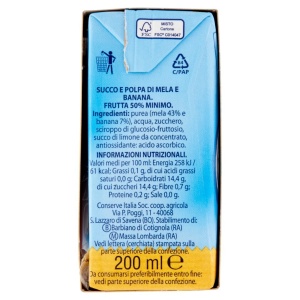 MISTO
Cartone
FSC® C014047
FSC
84
C/PAP
SUCCO E POLPA DI MELA E
BANANA.
FRUTTA 50% MINIMO.
Ingredienti: purea (mela 43% e
banana 7%), acqua, zucchero,
sciroppo di glucosio-fruttosio,
succo di limone da concentrato,
antiossidante: acido ascorbico.
INFORMAZIONI NUTRIZIONALI.
Valori medi per 100 ml: Energia 258 kJ /
61 kcal; Grassi 0,1 g, di cui acidi grassi
saturi 0,0 g; Carboidrati 14,4 g,
di cui zuccheri 14,4 g; Fibre 0,7 g;
Proteine 0,2 g; Sale 0,0 g.
Conserve Italia Soc. coop. agricola
Via P. Poggi, 11 - 40068
S. Lazzaro di Savena (BO). Stabilimento di:
B Barbiano di Cotignola (RA)
M Massa Lombarda (RA)
Vedi lettera (cerchiata) stampata sulla
parte superiore della confezione.
200 ml e
Da consumarsi preferibilmente entro fine:
vedi parte superiore della confezione.